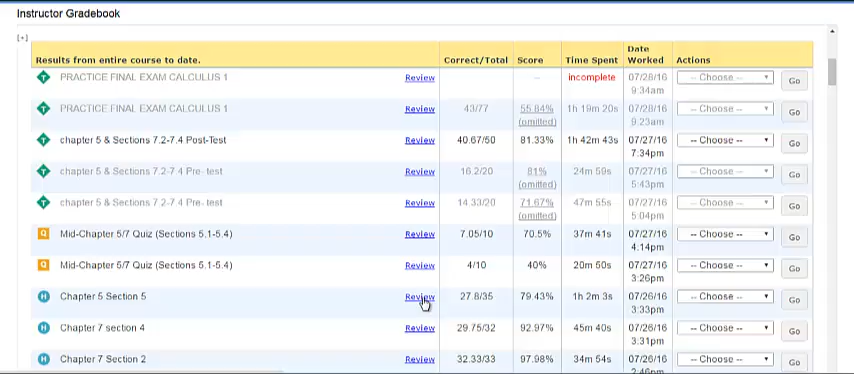 Instructor Gradebook
[+]
Results from entire course to date. Correct/Total Score Time Spent Date Worked Actions
T PRACTICE FINAL EXAM CALCULUS 1 Review -- incomplete 07/28/16 9:34am -- Choose -- Go
T PRACTICE FINAL EXAM CALCULUS 1 Review 43/77 55.84% (omitted) 1h 19m 20s 07/28/16 9:23am -- Choose -- Go
T chapter 5 & Sections 7.2-7.4 Post-Test Review 40.67/50 81.33% 1h 42m 43s 07/27/16 7:34pm -- Choose -- Go
T chapter 5 & Sections 7.2-7.4 Pre- test Review 16.2/20 81% (omitted) 24m 59s 07/27/16 5:43pm -- Choose -- Go
T chapter 5 & Sections 7.2-7.4 Pre- test Review 14.33/20 71.67% (omitted) 47m 55s 07/27/16 5:04pm -- Choose -- Go
Q Mid-Chapter 5/7 Quiz (Sections 5.1-5.4) Review 7.05/10 70.5% 37m 41s 07/27/16 4:14pm -- Choose -- Go
Q Mid-Chapter 5/7 Quiz (Sections 5.1-5.4) Review 4/10 40% 20m 50s 07/27/16 3:26pm -- Choose -- Go
H Chapter 5 Section 5 Review 27.8/35 79.43% 1h 2m 3s 07/26/16 3:33pm -- Choose -- Go
H Chapter 7 section 4 Review 29.75/32 92.97% 45m 40s 07/26/16 3:31pm -- Choose -- Go
H Chapter 7 Section 2 Review 32.33/33 97.98% 34m 54s 07/26/16 2:46pm -- Choose -- Go